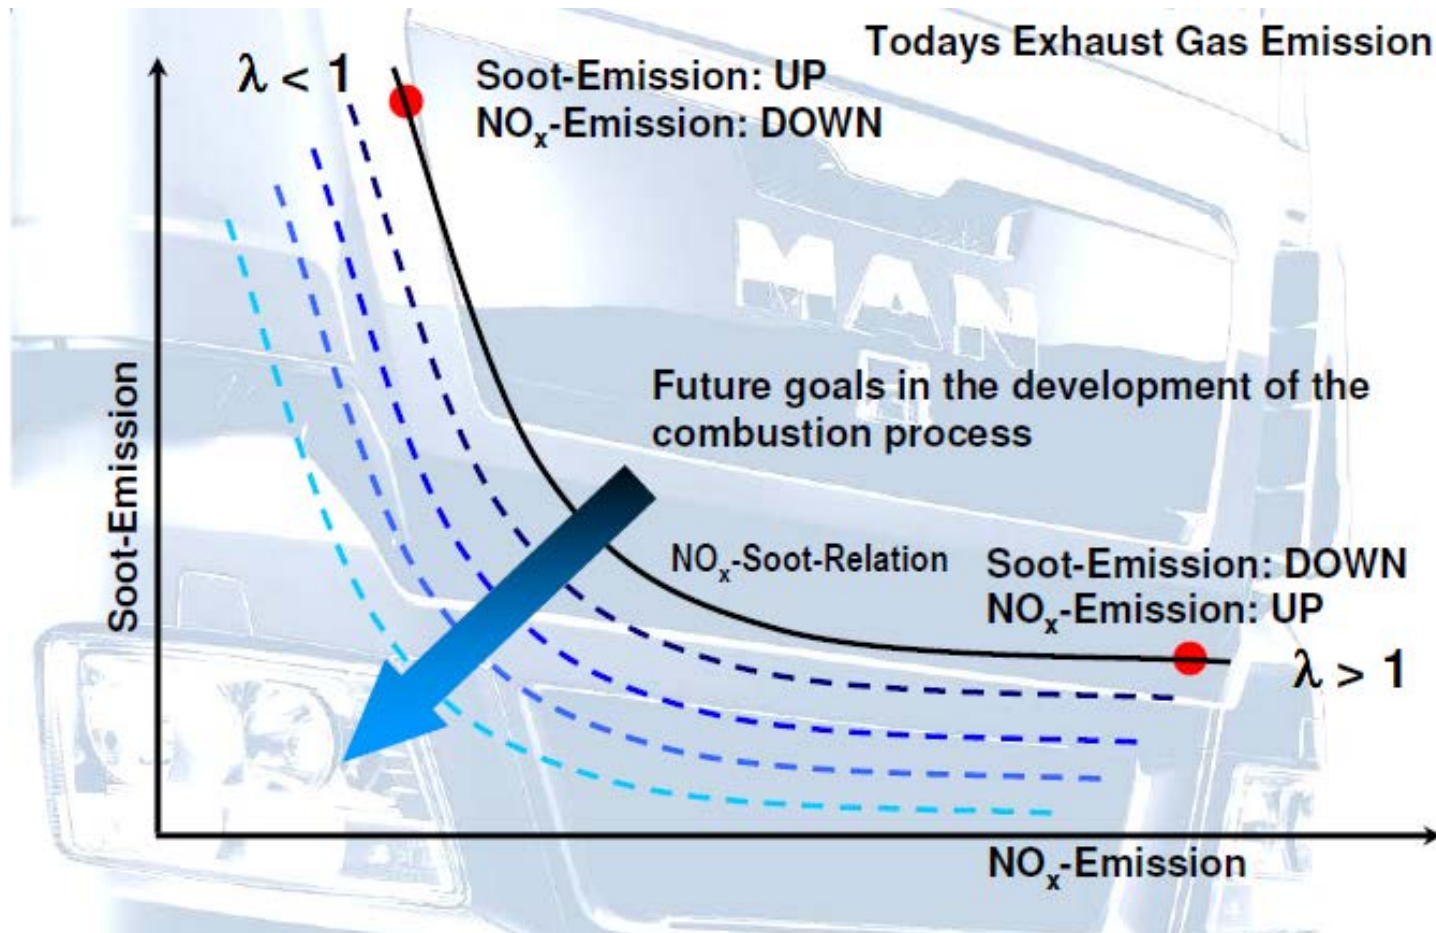 Todays Exhaust Gas Emission
λ < 1
Soot-Emission: UP
NOx-Emission: DOWN
MAN
Future goals in the development of the
combustion process
Soot-Emission
NOx-Soot-Relation
Soot-Emission: DOWN
NOx-Emission: UP
λ > 1
NOx-Emission